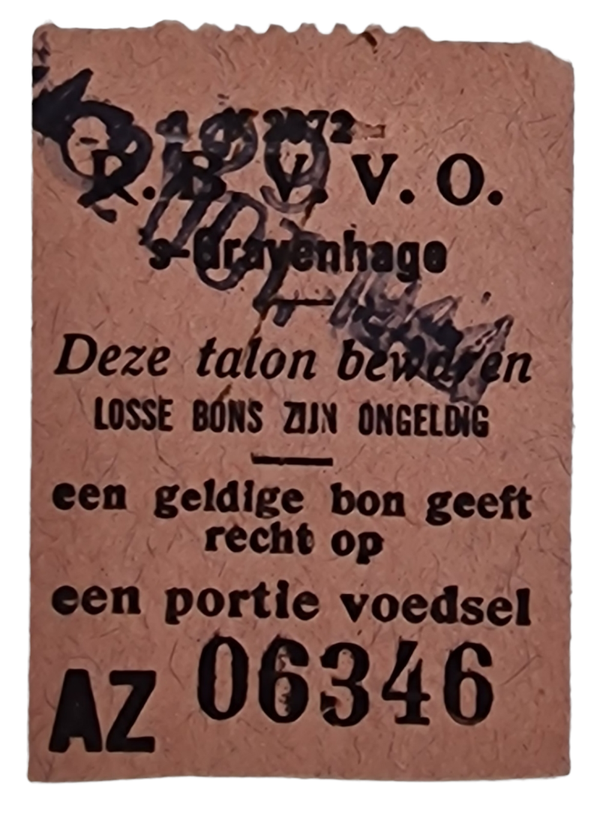 R.B.V.V.O.
's-Gravenhage
Deze talon bewaren
LOSSE BONS ZIJN ONGELDIG
een geldige bon geeft
recht op
een portie voedsel
AZ 06346